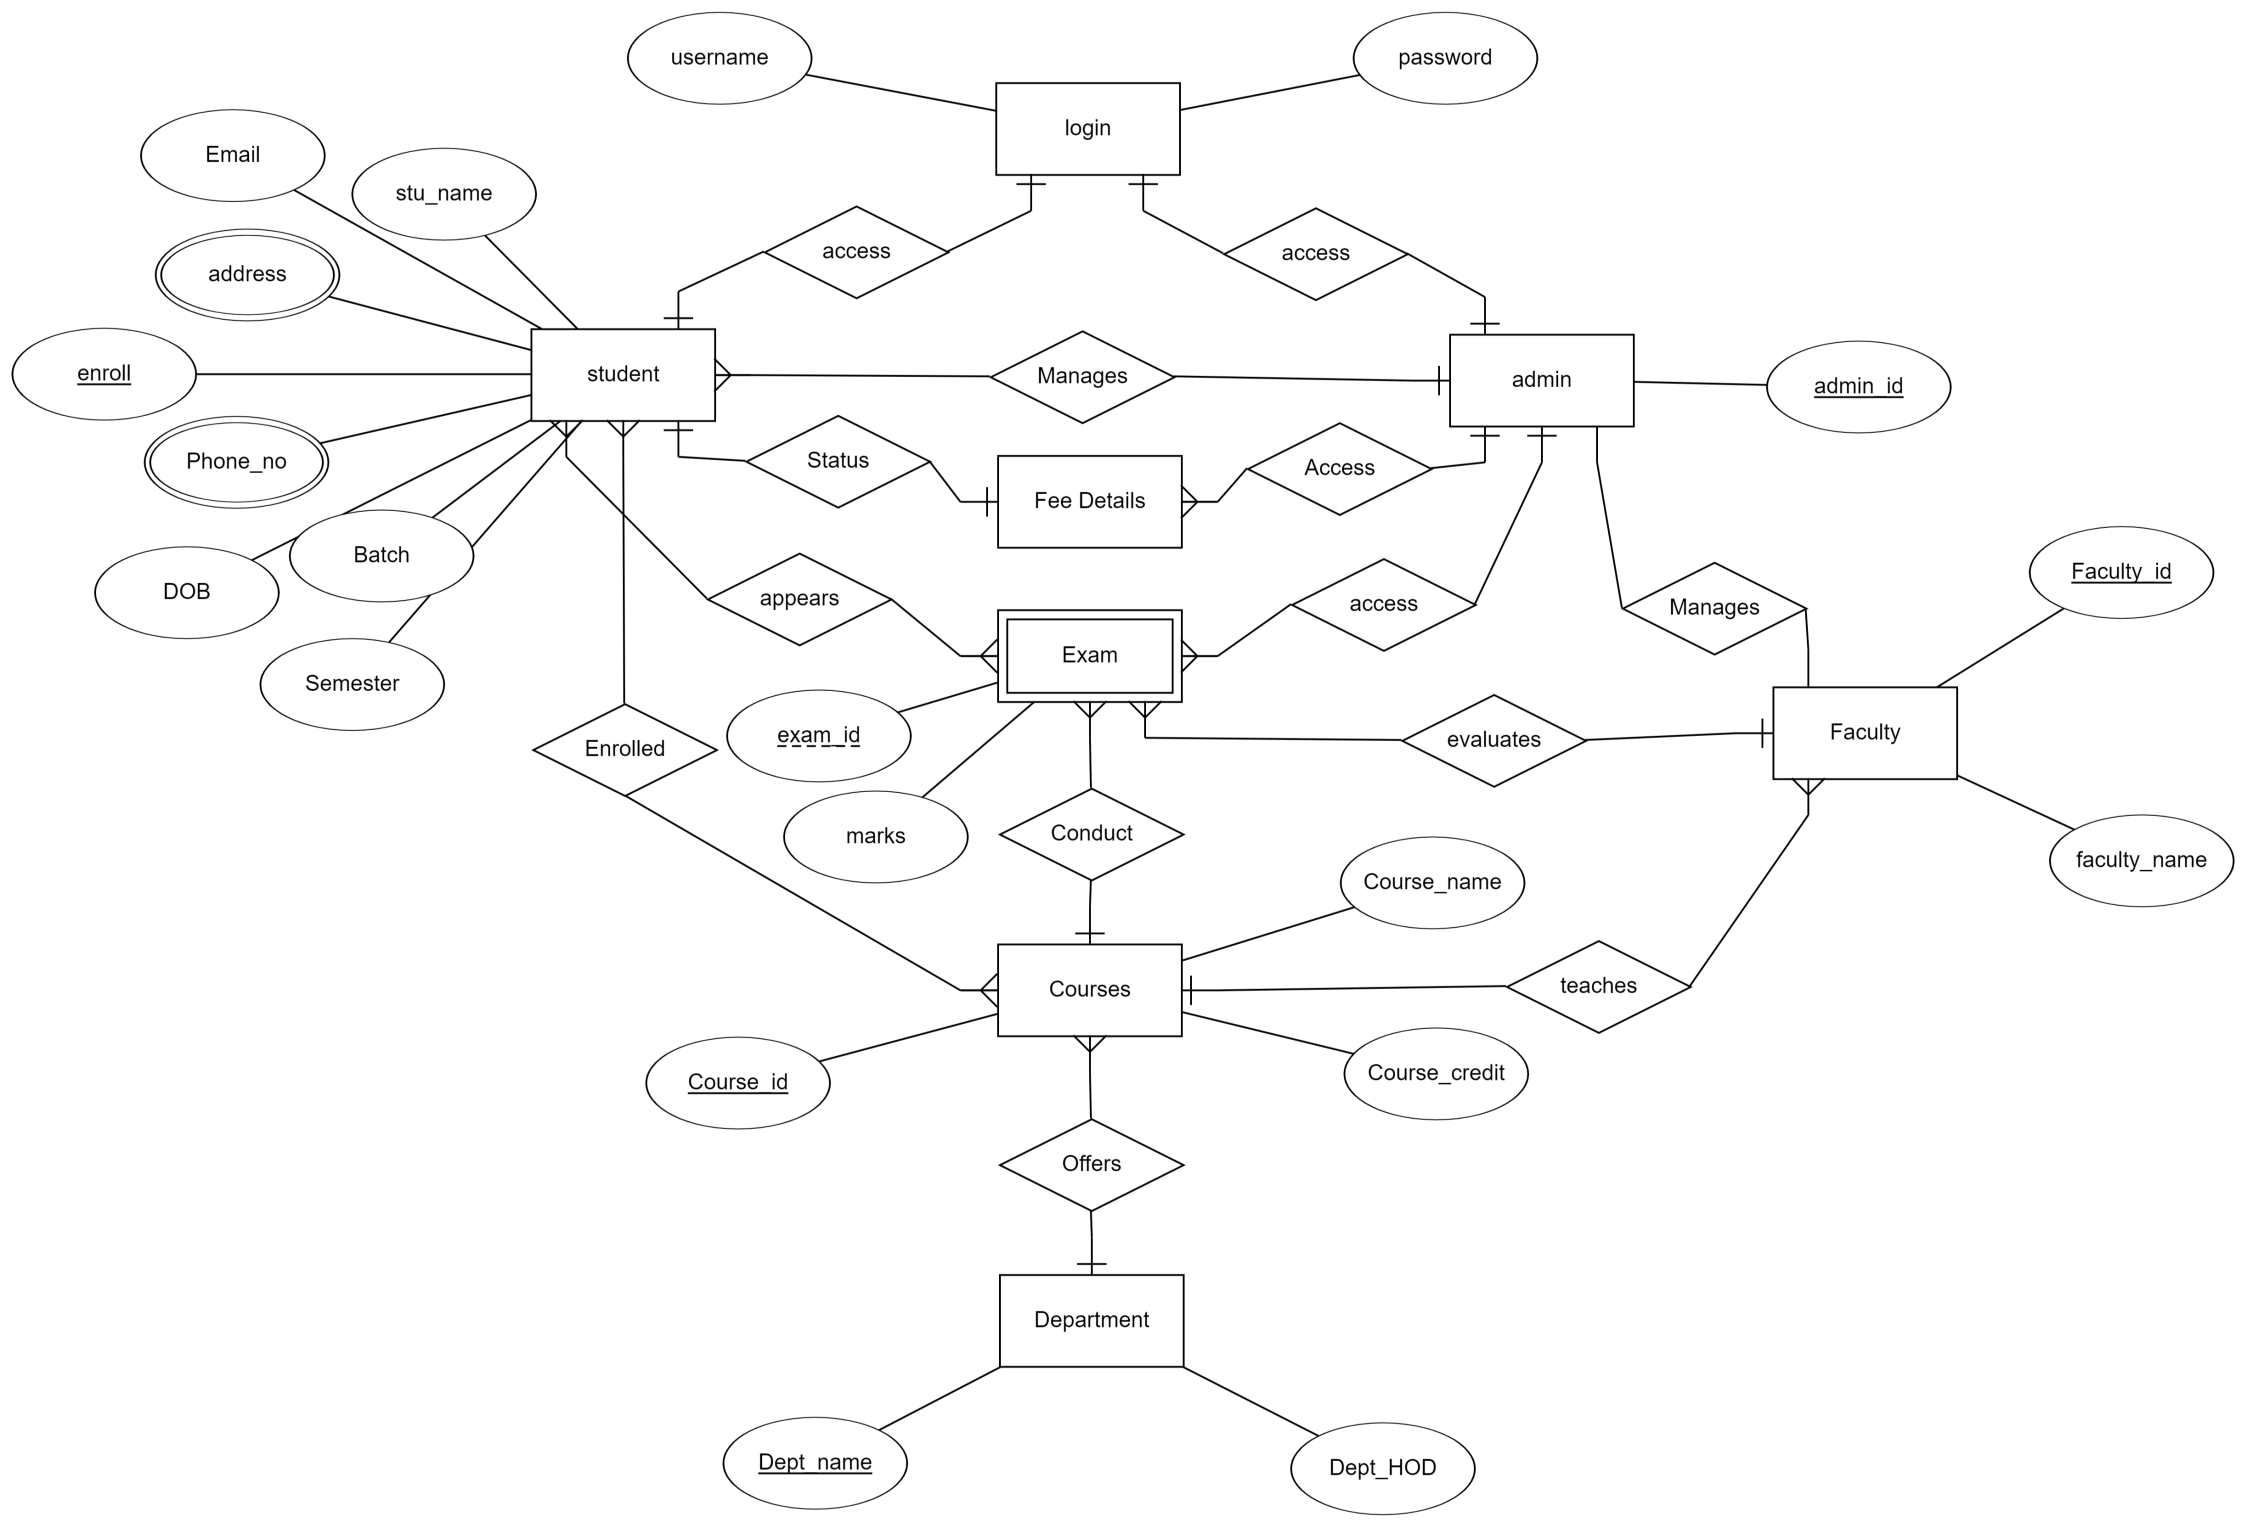 username
password
login
Email
stu_name
access
access
address
enroll
student
Manages
admin
admin_id
Phone_no
Status
Access
Fee Details
Batch
DOB
Faculty_id
appears
access
Manages
Exam
Semester
exam_id
evaluates
Faculty
Enrolled
marks
Conduct
faculty_name
Course_name
Courses
teaches
Course_id
Course_credit
Offers
Department
Dept_name
Dept_HOD